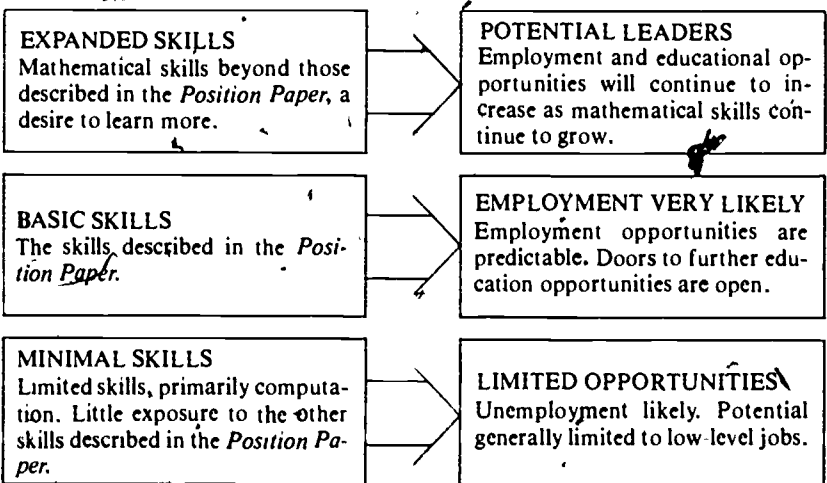 EXPANDED SKILLS
Mathematical skills beyond those
described in the Position Paper, a
desire to learn more.
POTENTIAL LEADERS
Employment and educational op-
portunities will continue to in-
crease as mathematical skills con-
tinue to grow.
BASIC SKILLS
The skills described in the Posi-
tion Paper.
EMPLOYMENT VERY LIKELY
Employment opportunities are
predictable. Doors to further edu-
cation opportunities are open.
MINIMAL SKILLS
Limited skills, primarily computa-
tion. Little exposure to the other
skills described in the Position Pa-
per.
LIMITED OPPORTUNITIES
Unemployment likely. Potential
generally limited to low-level jobs.